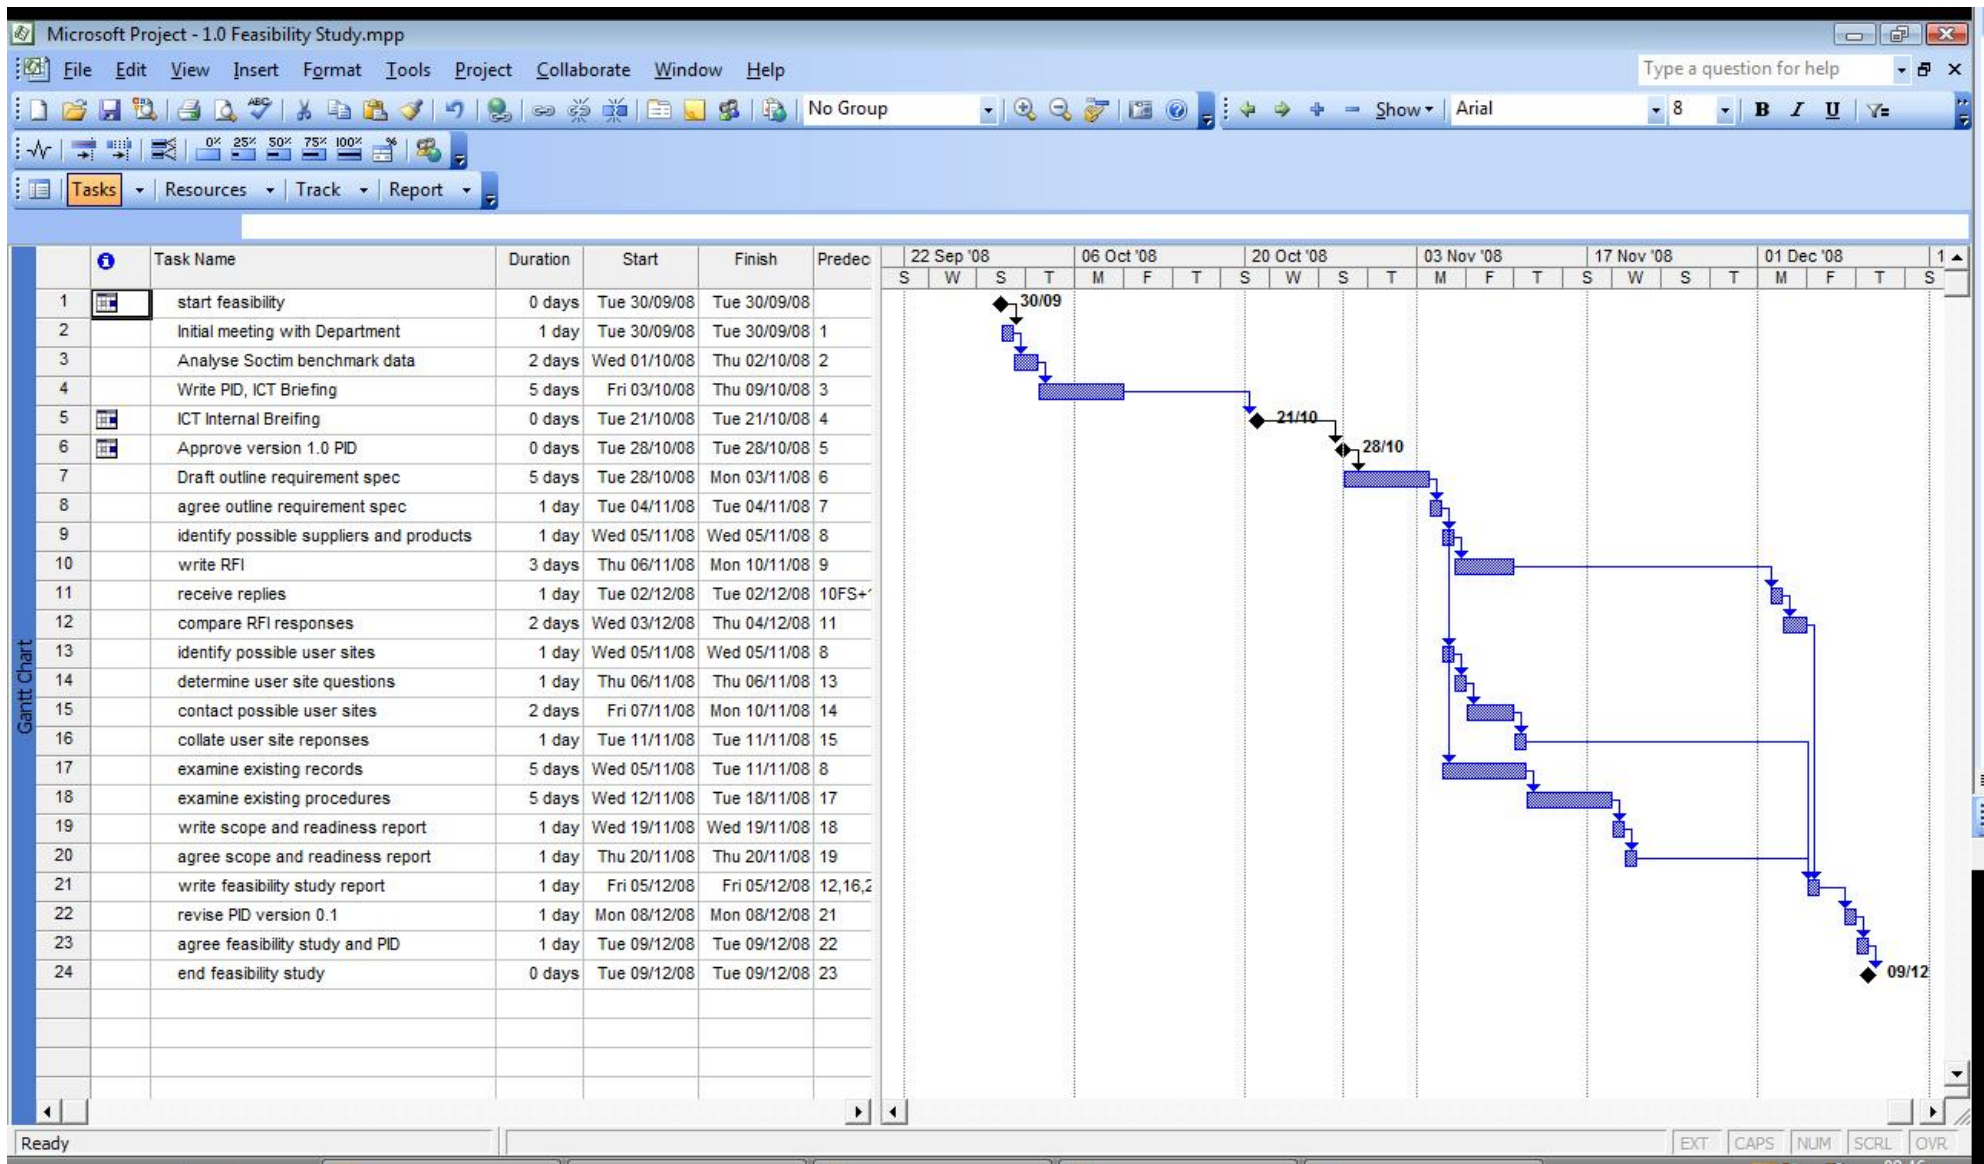 Microsoft Project - 1.0 Feasibility Study.mpp
File Edit View Insert Format Tools Project Collaborate Window Help Type a question for help
No Group Show Arial 8 B I U
0% 25% 50% 75% 100%
Tasks Resources Track Report
Task Name Duration Start Finish Predec 22 Sep '08 06 Oct '08 20 Oct '08 03 Nov '08 17 Nov '08 01 Dec '08 1
S W S T M F T S W S T M F T S W S T M F T S
1 start feasibility 0 days Tue 30/09/08 Tue 30/09/08 30/09
2 Initial meeting with Department 1 day Tue 30/09/08 Tue 30/09/08 1
3 Analyse Soctim benchmark data 2 days Wed 01/10/08 Thu 02/10/08 2
4 Write PID, ICT Briefing 5 days Fri 03/10/08 Thu 09/10/08 3
5 ICT Internal Breifing 0 days Tue 21/10/08 Tue 21/10/08 4 21/10
6 Approve version 1.0 PID 0 days Tue 28/10/08 Tue 28/10/08 5 28/10
7 Draft outline requirement spec 5 days Tue 28/10/08 Mon 03/11/08 6
8 agree outline requirement spec 1 day Tue 04/11/08 Tue 04/11/08 7
9 identify possible suppliers and products 1 day Wed 05/11/08 Wed 05/11/08 8
10 write RFI 3 days Thu 06/11/08 Mon 10/11/08 9
11 receive replies 1 day Tue 02/12/08 Tue 02/12/08 10FS+
12 compare RFI responses 2 days Wed 03/12/08 Thu 04/12/08 11
13 identify possible user sites 1 day Wed 05/11/08 Wed 05/11/08 8
14 determine user site questions 1 day Thu 06/11/08 Thu 06/11/08 13
15 contact possible user sites 2 days Fri 07/11/08 Mon 10/11/08 14
16 collate user site reponses 1 day Tue 11/11/08 Tue 11/11/08 15
17 examine existing records 5 days Wed 05/11/08 Tue 11/11/08 8
18 examine existing procedures 5 days Wed 12/11/08 Tue 18/11/08 17
19 write scope and readiness report 1 day Wed 19/11/08 Wed 19/11/08 18
20 agree scope and readiness report 1 day Thu 20/11/08 Thu 20/11/08 19
21 write feasibility study report 1 day Fri 05/12/08 Fri 05/12/08 12,16,2
22 revise PID version 0.1 1 day Mon 08/12/08 Mon 08/12/08 21
23 agree feasibility study and PID 1 day Tue 09/12/08 Tue 09/12/08 22
24 end feasibility study 0 days Tue 09/12/08 Tue 09/12/08 23 09/12
Gantt Chart
Ready EXT CAPS NUM SCRL OVR